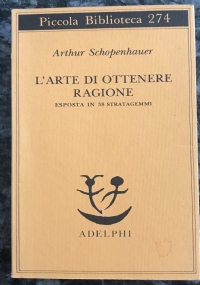 Piccola Biblioteca 274
Arthur Schopenhauer
L'ARTE DI OTTENERE
RAGIONE
ESPOSTA IN 38 STRATAGEMMI
ADELPHI